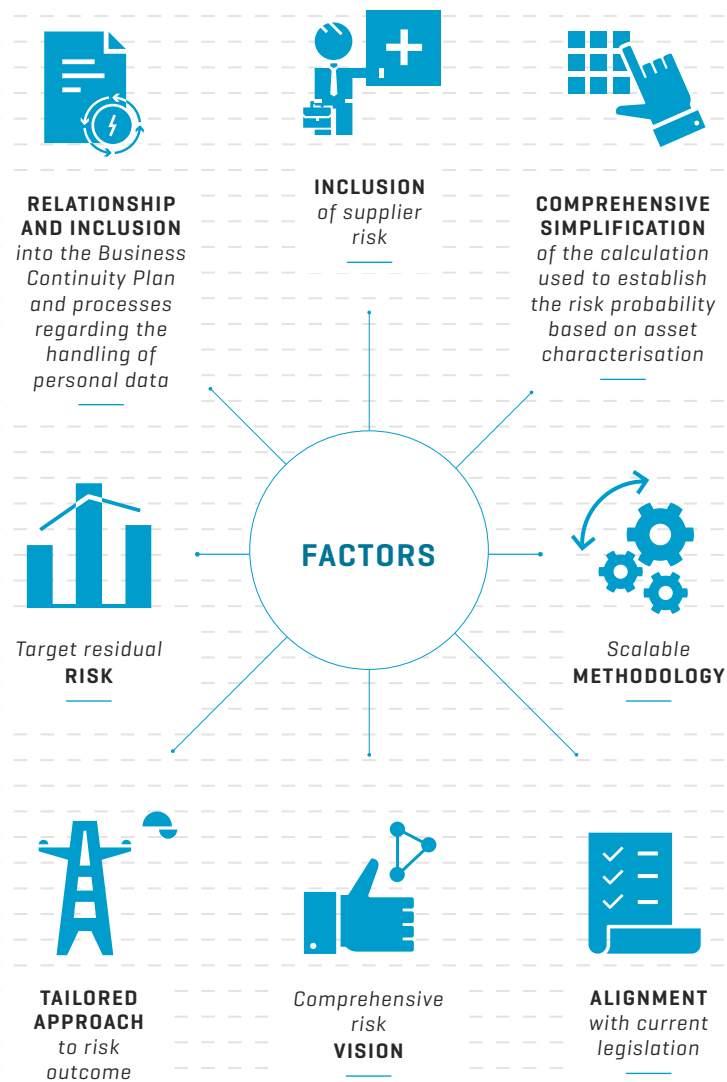 RELATIONSHIP
AND INCLUSION
into the Business
Continuity Plan
and processes
regarding the
handling of
personal data
INCLUSION
of supplier
risk
COMPREHENSIVE
SIMPLIFICATION
of the calculation
used to establish
the risk probability
based on asset
characterisation
FACTORS
Target residual
RISK
Scalable
METHODOLOGY
TAILORED
APPROACH
to risk
outcome
Comprehensive
risk
VISION
ALIGNMENT
with current
legislation